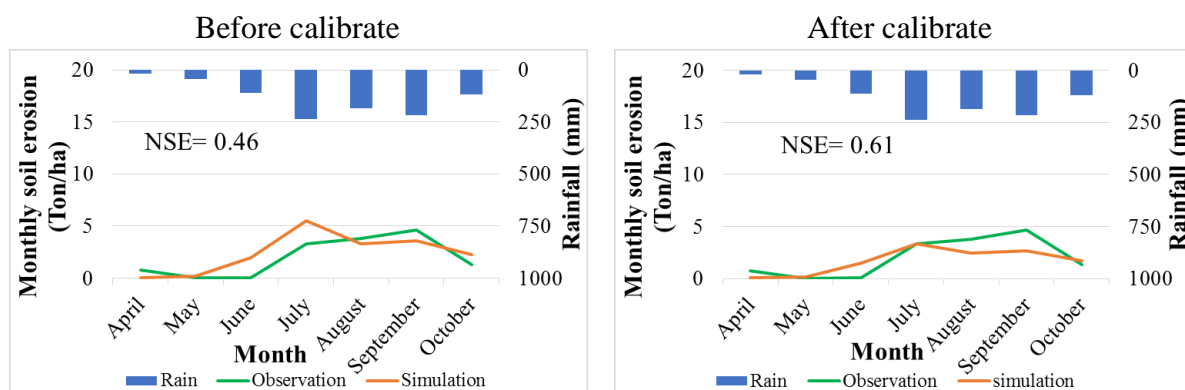 Before calibrate
Monthly soil erosion
(Ton/ha)
20
15
10
5
0
NSE= 0.46
0
250
500
750
1000
Rainfall (mm)
April
May
June
July
August
September
October
Month
Rain
Observation
Simulation
After calibrate
Monthly soil erosion
(Ton/ha)
20
15
10
5
0
NSE= 0.61
0
250
500
750
1000
Rainfall (mm)
April
May
June
July
August
September
October
Month
Rain
Observation
simulation